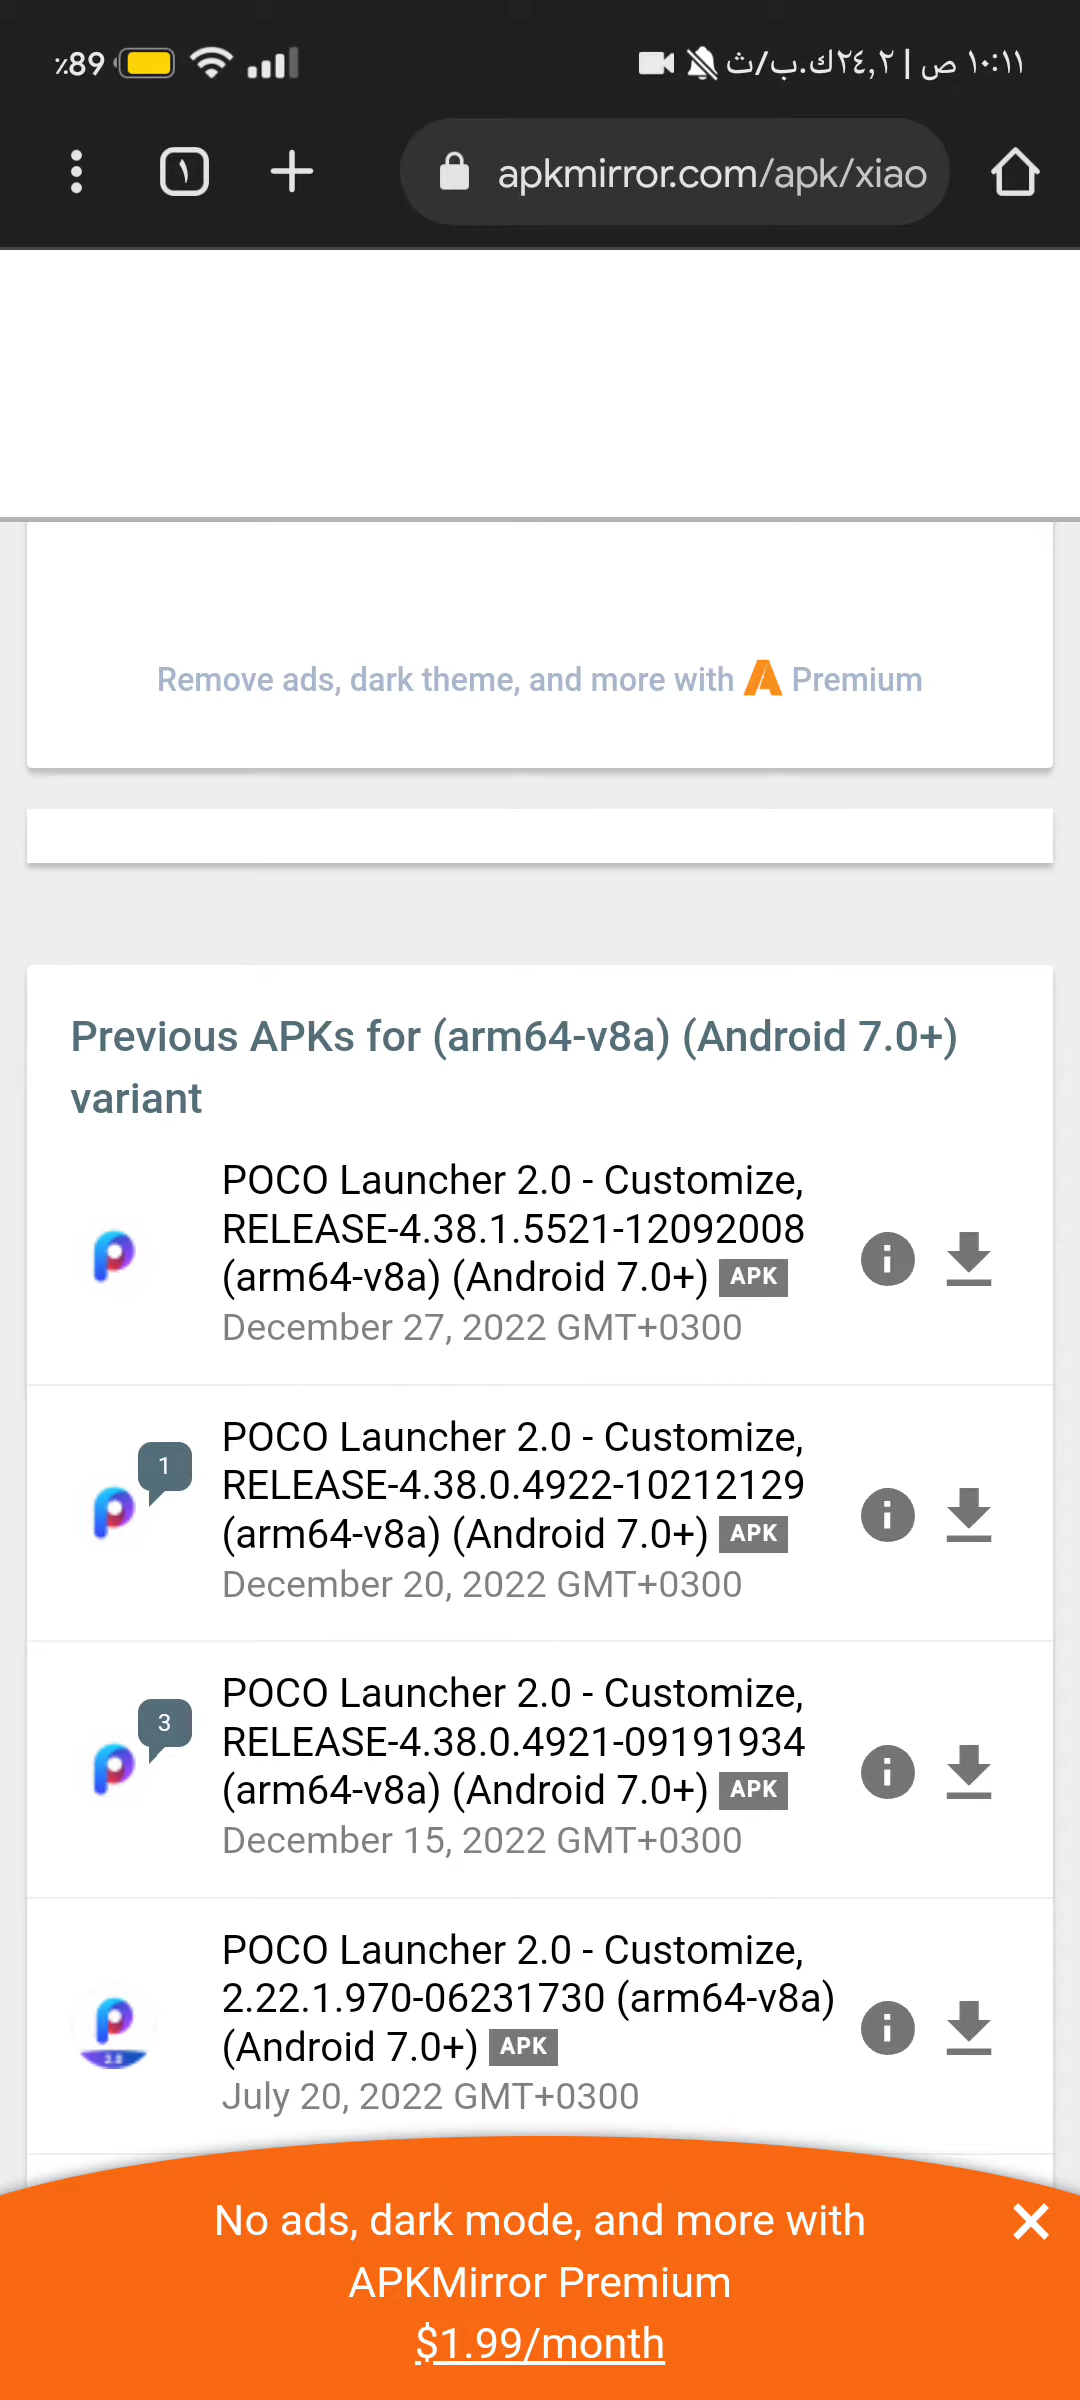 ٪89
١٠:١١ ص | ٢٤,٢ك.ب/ث
١
apkmirror.com/apk/xiao
Remove ads, dark theme, and more with Premium
Previous APKs for (arm64-v8a) (Android 7.0+)
variant
POCO Launcher 2.0 - Customize,
RELEASE-4.38.1.5521-12092008
(arm64-v8a) (Android 7.0+) APK
December 27, 2022 GMT+0300
1
POCO Launcher 2.0 - Customize,
RELEASE-4.38.0.4922-10212129
(arm64-v8a) (Android 7.0+) APK
December 20, 2022 GMT+0300
3
POCO Launcher 2.0 - Customize,
RELEASE-4.38.0.4921-09191934
(arm64-v8a) (Android 7.0+) APK
December 15, 2022 GMT+0300
2.0
POCO Launcher 2.0 - Customize,
2.22.1.970-06231730 (arm64-v8a)
(Android 7.0+) APK
July 20, 2022 GMT+0300
No ads, dark mode, and more with
APKMirror Premium
$1.99/month